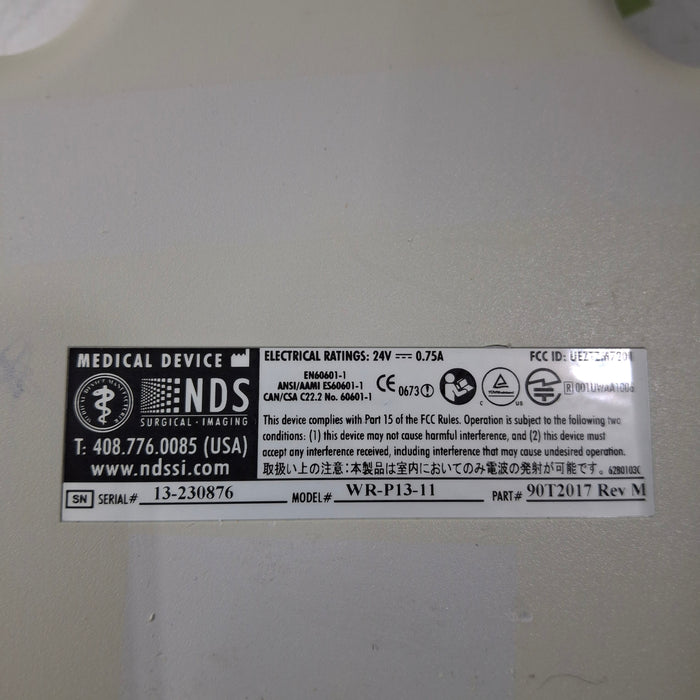 MEDICAL DEVICE
NDS
SURGICAL - IMAGING
T: 408.776.0085 (USA)
www.ndssi.com
ELECTRICAL RATINGS: 24V ⎓ 0.75A
FCC ID:
EN60601-1
ANSI/AAMI ES60601-1
CAN/CSA C22.2 No. 60601-1
CE 0673
C US
R
This device complies with Part 15 of the FCC Rules. Operation is subject to the following two
conditions: (1) this device may not cause harmful interference, and (2) this device must
accept any interference received, including interference that may cause undesired operation.
取扱い上の注意：本製品は室内においてのみ電波の発射が可能です。 62B0103C
SN SERIAL# 13-230876 MODEL# WR-P13-11 PART# 90T2017 Rev M